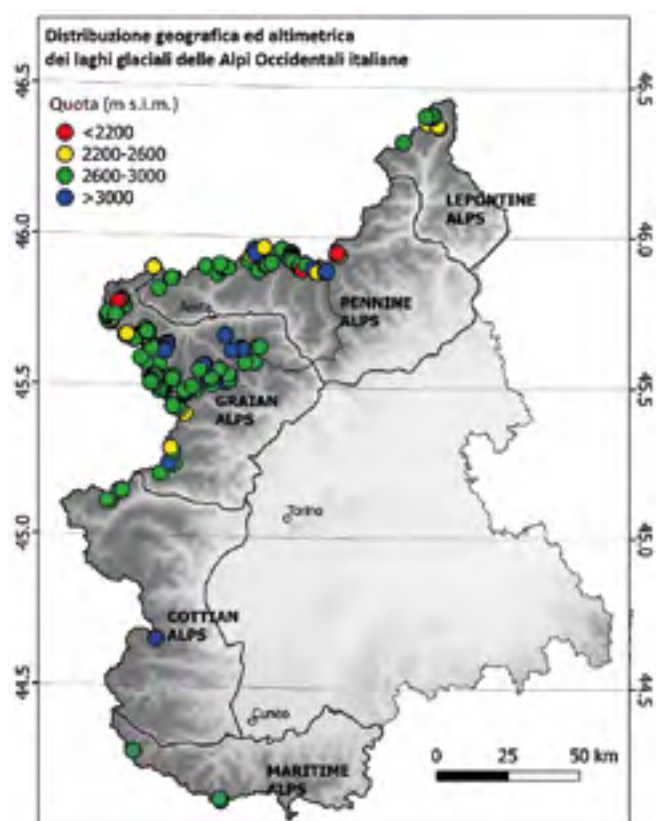 Distribuzione geografica ed altimetrica
dei laghi glaciali delle Alpi Occidentali italiane
Quota (m s.l.m.)
<2200
2200-2600
2600-3000
>3000
46.5
46.5
LEPONTINE
ALPS
46.0
46.0
PENNINE
ALPS
Aosta
45.5
45.5
GRAIAN
ALPS
Torino
45.0
45.0
COTTIAN
ALPS
44.5
44.5
Cuneo
MARITIME
ALPS
0 25 50 km